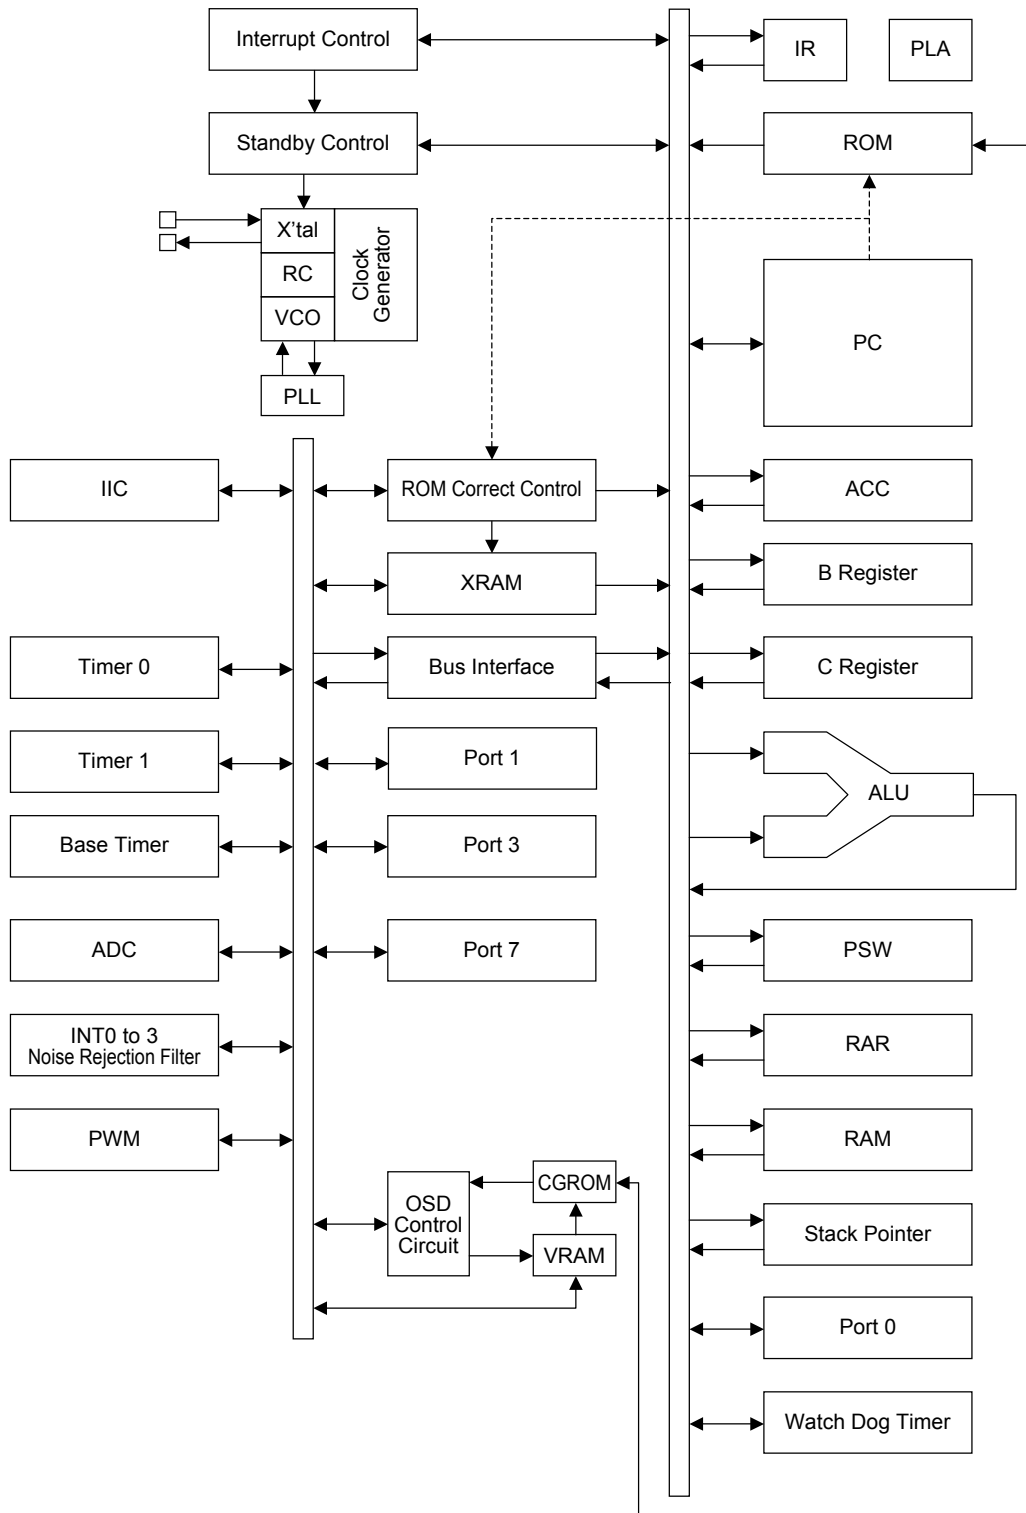 Interrupt Control
IR
PLA
Standby Control
ROM
X'tal
RC
VCO
Clock
Generator
PC
PLL
IIC
ROM Correct Control
ACC
XRAM
B Register
Timer 0
Bus Interface
C Register
Timer 1
Port 1
ALU
Base Timer
Port 3
ADC
Port 7
PSW
INT0 to 3
Noise Rejection Filter
RAR
PWM
RAM
OSD
Control
Circuit
CGROM
VRAM
Stack Pointer
Port 0
Watch Dog Timer